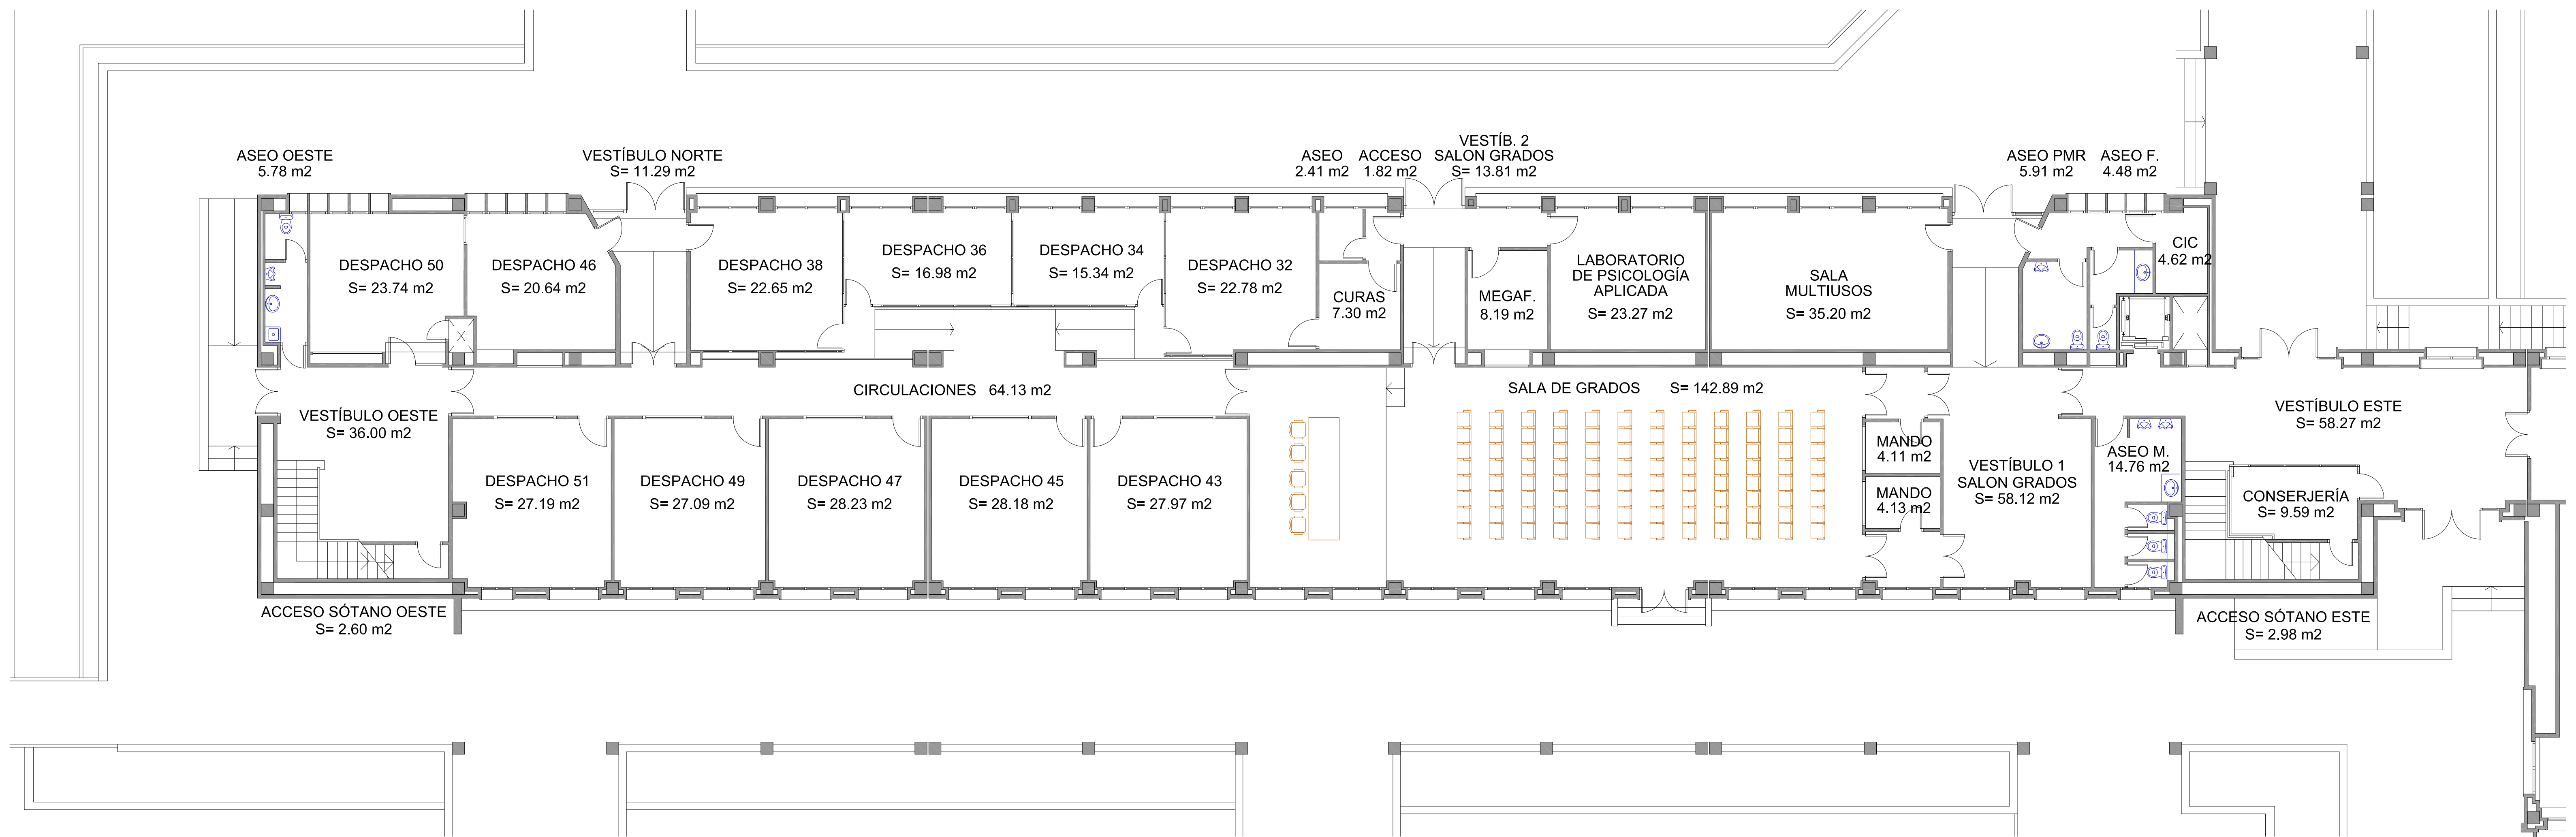 ASEO OESTE
5.78 m2
VESTÍBULO NORTE
S= 11.29 m2
ASEO
2.41 m2
ACCESO
1.82 m2
VESTÍB. 2
SALON GRADOS
S= 13.81 m2
ASEO PMR
5.91 m2
ASEO F.
4.48 m2
DESPACHO 50
S= 23.74 m2
DESPACHO 46
S= 20.64 m2
DESPACHO 38
S= 22.65 m2
DESPACHO 36
S= 16.98 m2
DESPACHO 34
S= 15.34 m2
DESPACHO 32
S= 22.78 m2
CURAS
7.30 m2
MEGAF.
8.19 m2
LABORATORIO
DE PSICOLOGÍA
APLICADA
S= 23.27 m2
SALA
MULTIUSOS
S= 35.20 m2
CIC
4.62 m2
CIRCULACIONES 64.13 m2
SALA DE GRADOS S= 142.89 m2
VESTÍBULO OESTE
S= 36.00 m2
VESTÍBULO ESTE
S= 58.27 m2
DESPACHO 51
S= 27.19 m2
DESPACHO 49
S= 27.09 m2
DESPACHO 47
S= 28.23 m2
DESPACHO 45
S= 28.18 m2
DESPACHO 43
S= 27.97 m2
MANDO
4.11 m2
MANDO
4.13 m2
VESTÍBULO 1
SALON GRADOS
S= 58.12 m2
ASEO M.
14.76 m2
CONSERJERÍA
S= 9.59 m2
ACCESO SÓTANO OESTE
S= 2.60 m2
ACCESO SÓTANO ESTE
S= 2.98 m2